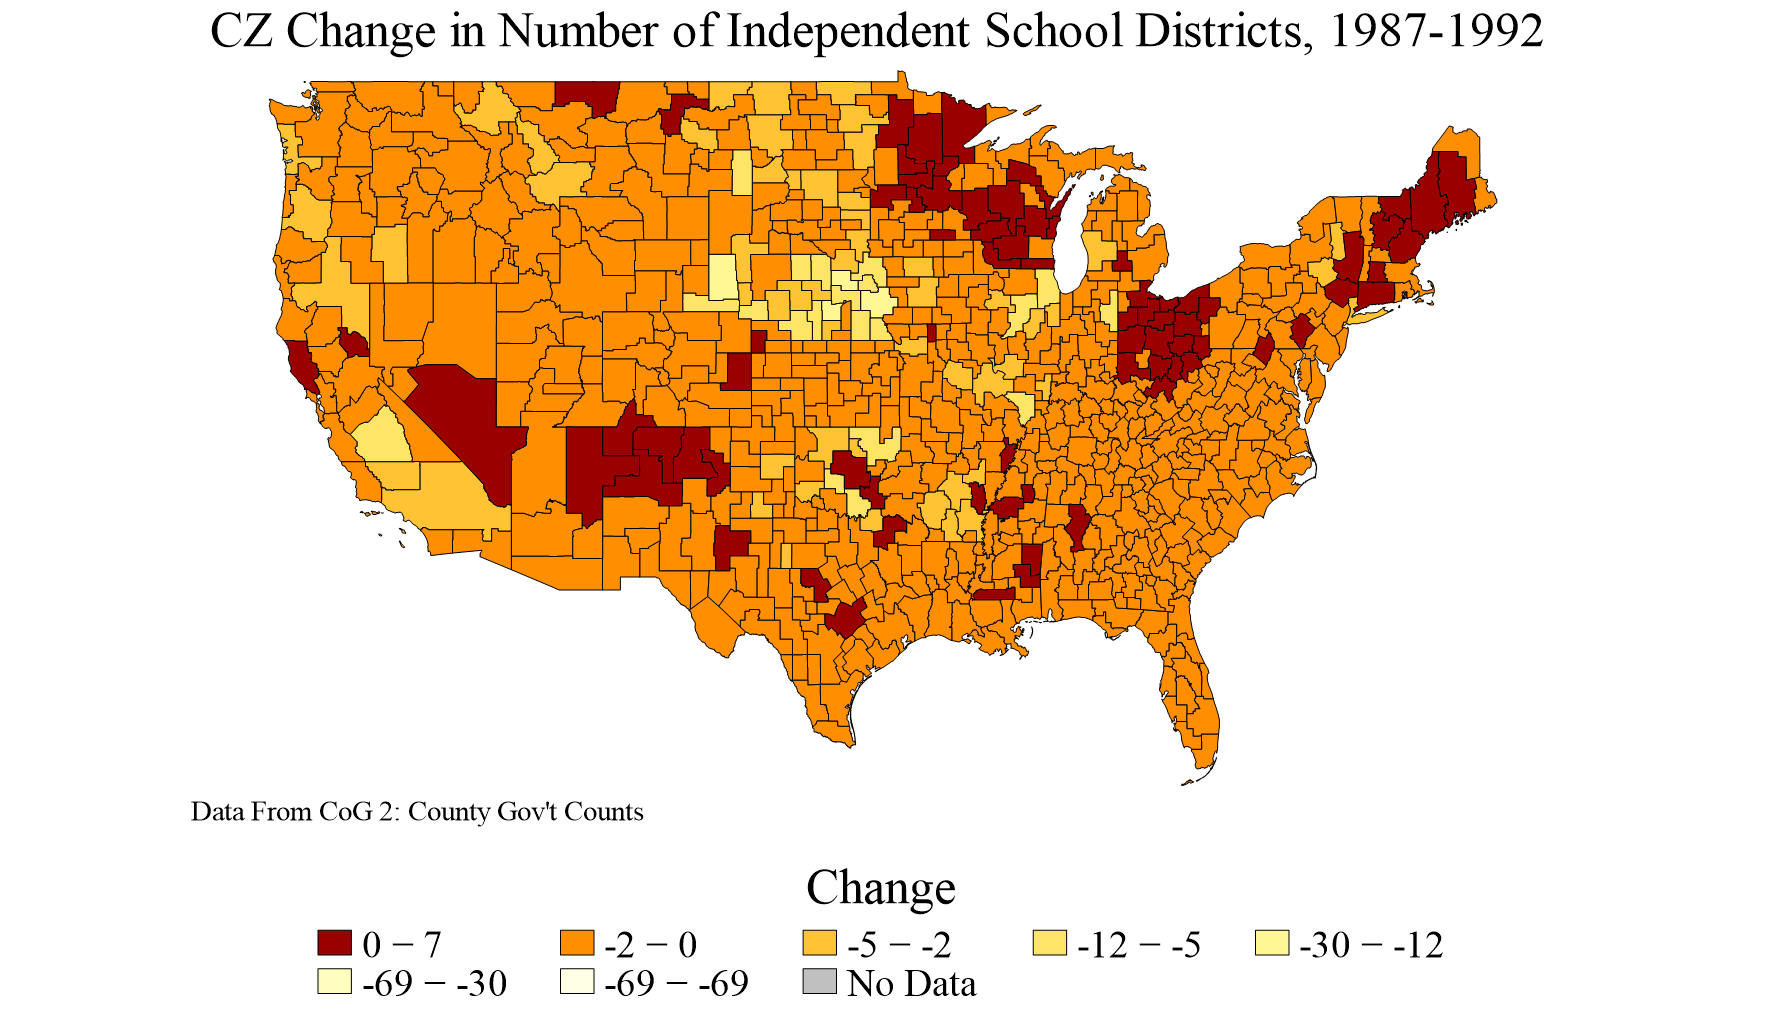 CZ Change in Number of Independent School Districts, 1987-1992
Data From CoG 2: County Gov't Counts
Change
0 − 7 -2 − 0 -5 − -2 -12 − -5 -30 − -12
-69 − -30 -69 − -69 No Data